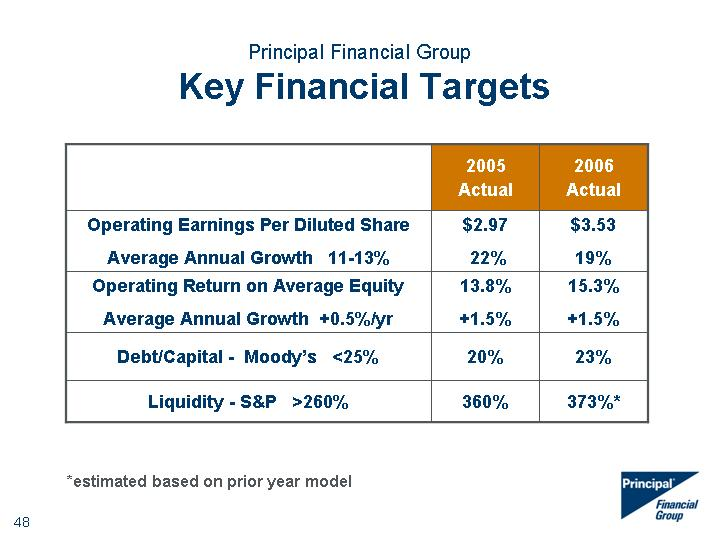 Principal Financial Group
Key Financial Targets
2005 Actual 2006 Actual
Operating Earnings Per Diluted Share $2.97 $3.53
Average Annual Growth 11-13% 22% 19%
Operating Return on Average Equity 13.8% 15.3%
Average Annual Growth +0.5%/yr +1.5% +1.5%
Debt/Capital - Moody's <25% 20% 23%
Liquidity - S&P >260% 360% 373%*
*estimated based on prior year model
Principal®
Financial
Group
48